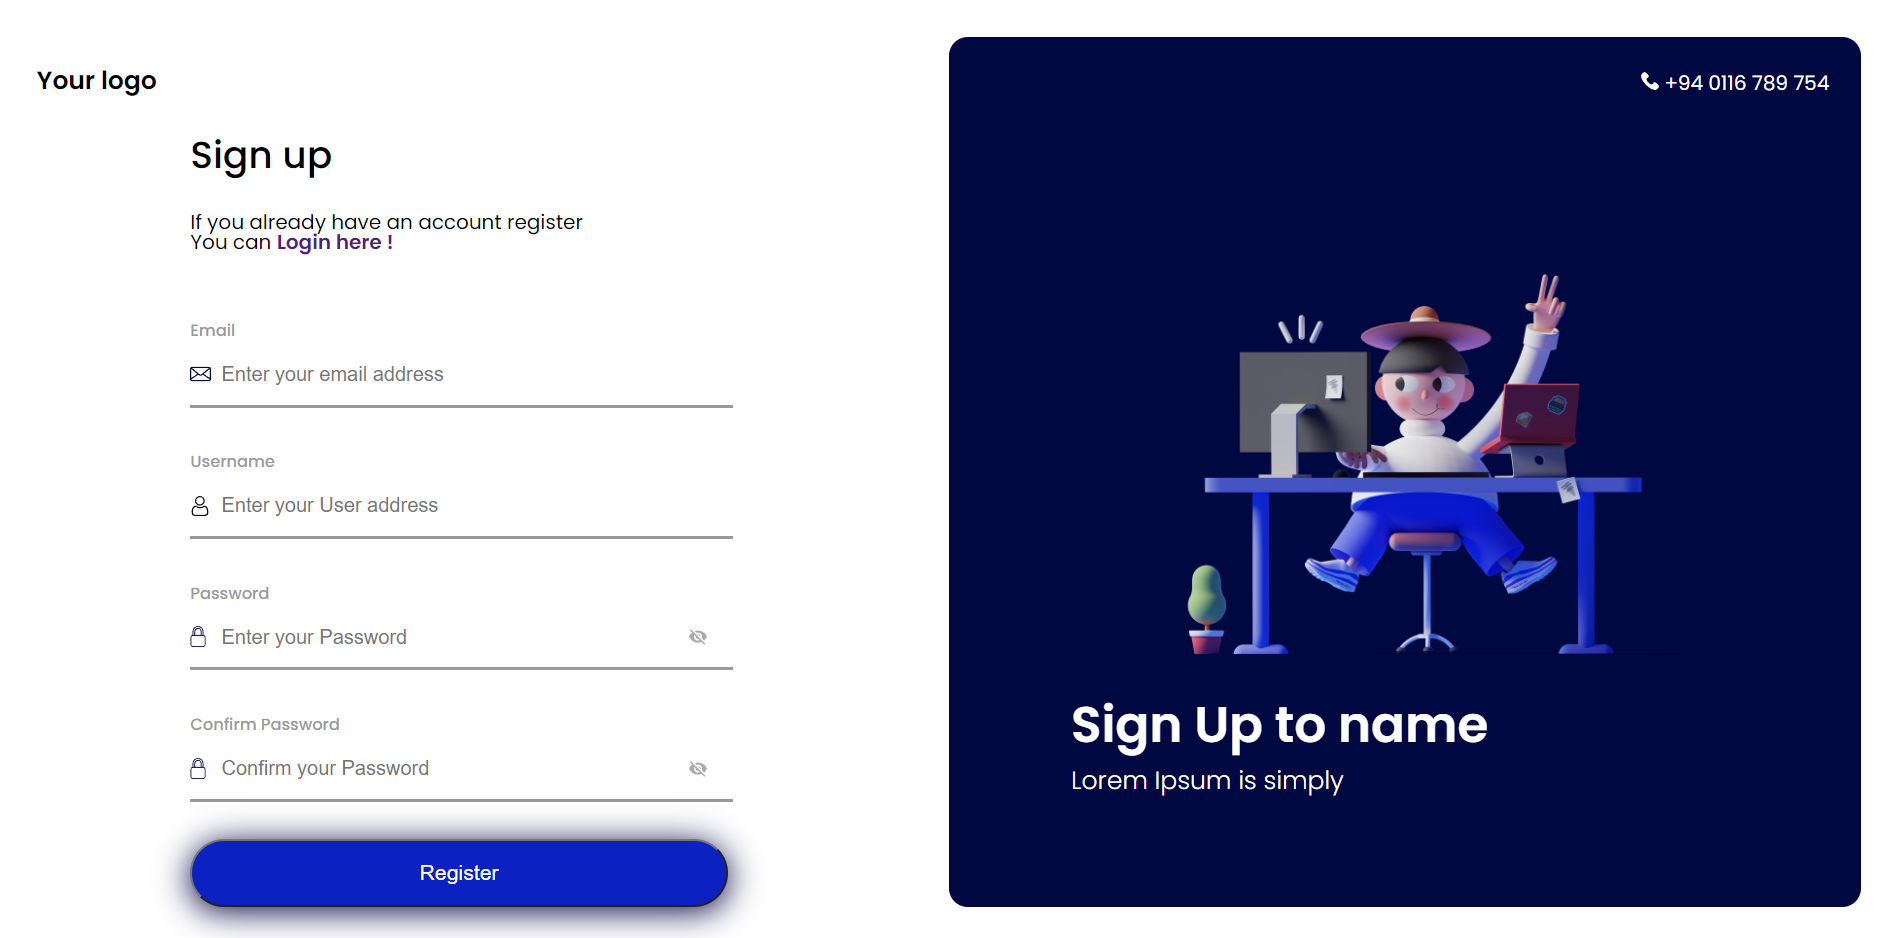 Your logo
+94 0116 789 754
Sign up
If you already have an account register
You can Login here !
Email
Enter your email address
Username
Enter your User address
Password
Enter your Password
Confirm Password
Confirm your Password
Register
Sign Up to name
Lorem Ipsum is simply